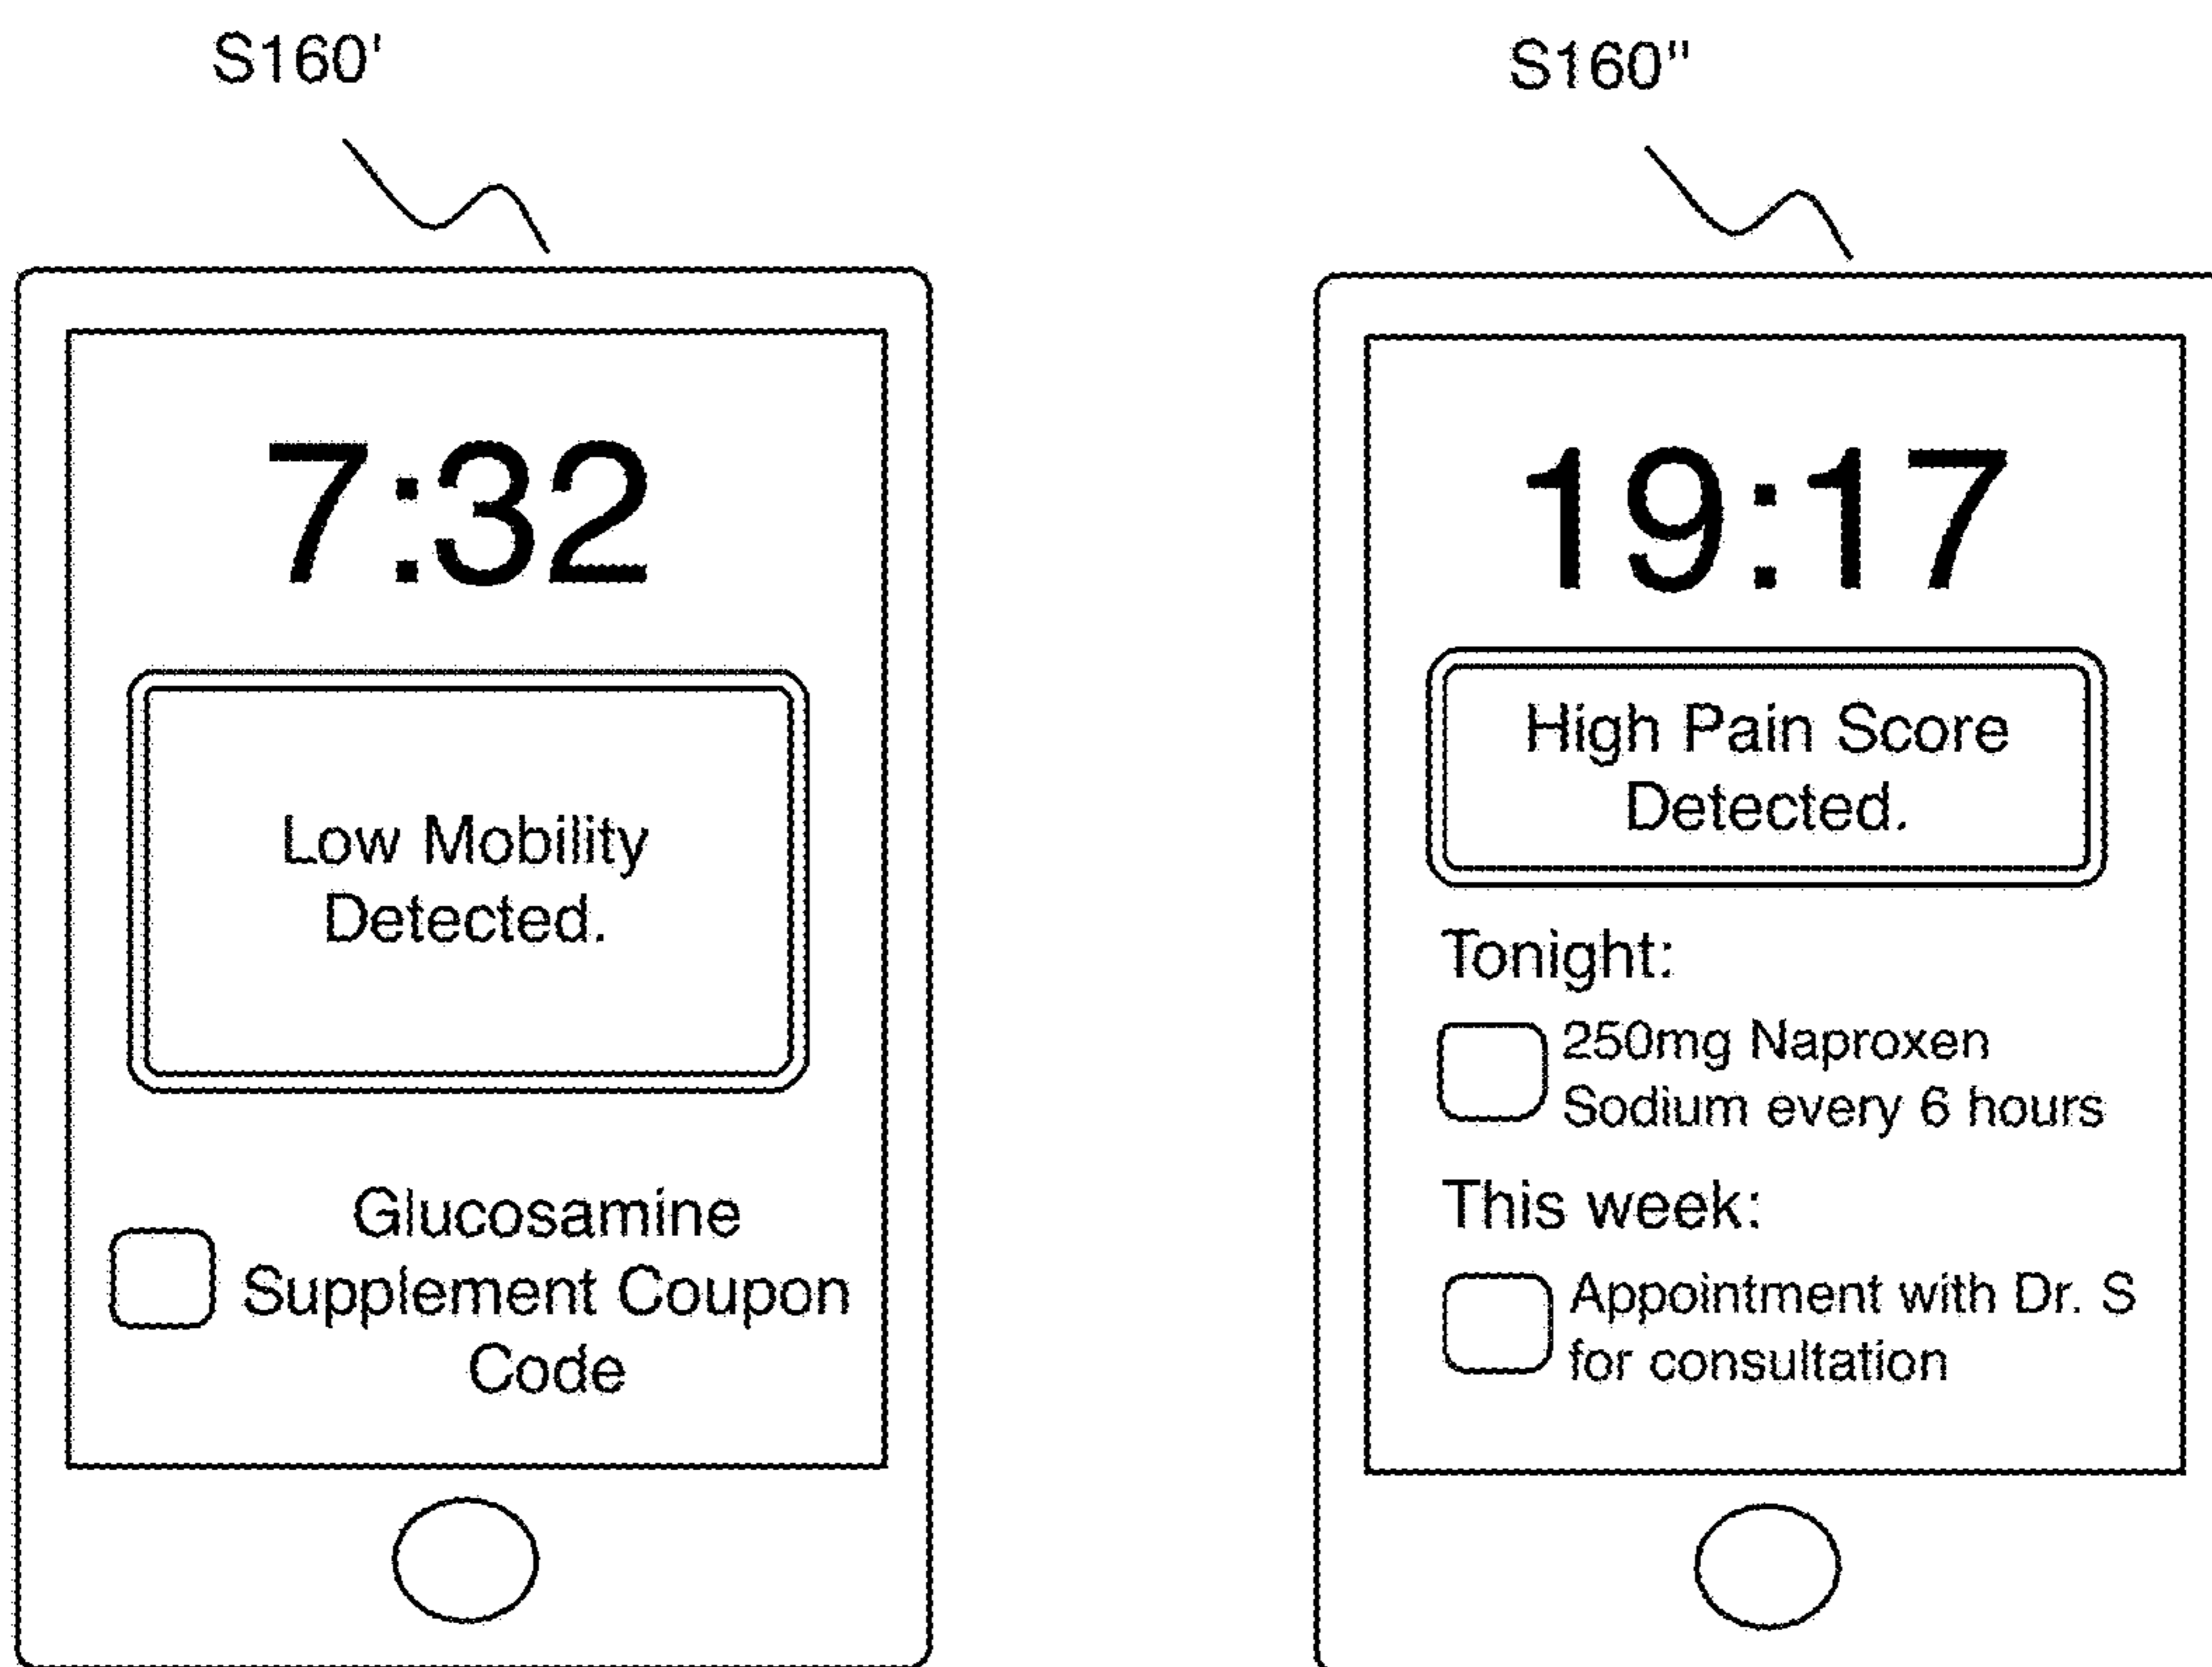 S160'
7:32
Low Mobility
Detected.
Glucosamine
Supplement Coupon
Code
S160"
19:17
High Pain Score
Detected.
Tonight:
250mg Naproxen
Sodium every 6 hours
This week:
Appointment with Dr. S
for consultation